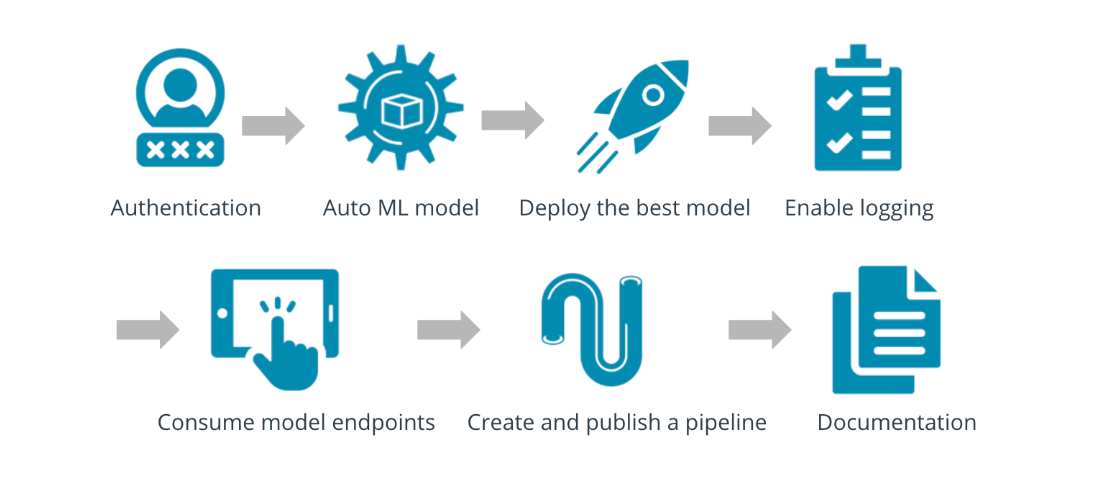 Authentication
Auto ML model
Deploy the best model
Enable logging
Consume model endpoints
Create and publish a pipeline
Documentation